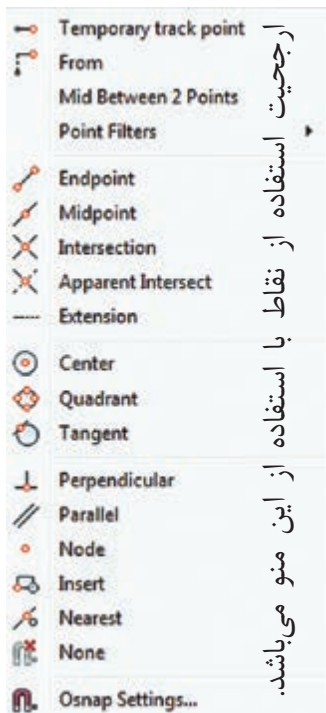 Temporary track point
From
Mid Between 2 Points
Point Filters
Endpoint
Midpoint
Intersection
Apparent Intersect
Extension
Center
Quadrant
Tangent
Perpendicular
Parallel
Node
Insert
Nearest
None
Osnap Settings...
ارجحیت استفاده از نقاط با استفاده از این منو می‌باشد.